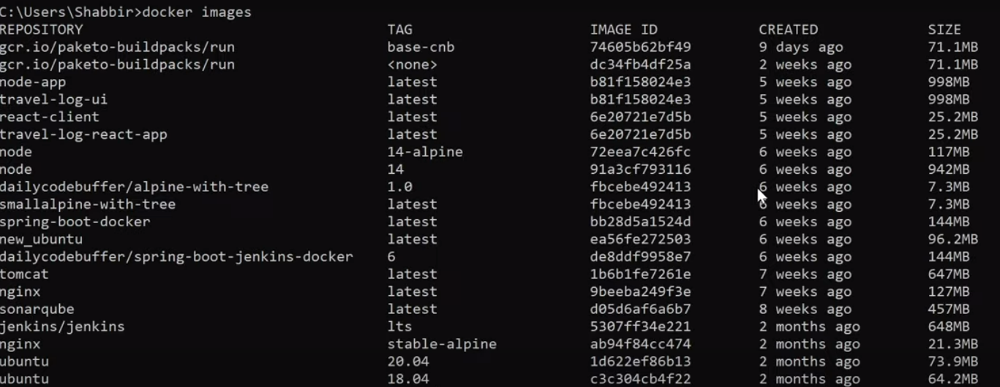 C:\Users\Shabbir>docker images
REPOSITORY TAG IMAGE ID CREATED SIZE
gcr.io/paketo-buildpacks/run base-cnb 74605b62bf49 9 days ago 71.1MB
gcr.io/paketo-buildpacks/run <none> dc34fb4df25a 2 weeks ago 71.1MB
node-app latest b81f158024e3 5 weeks ago 998MB
travel-log-ui latest b81f158024e3 5 weeks ago 998MB
react-client latest 6e20721e7d5b 5 weeks ago 25.2MB
travel-log-react-app latest 6e20721e7d5b 5 weeks ago 25.2MB
node 14-alpine 72eea7c426fc 6 weeks ago 117MB
node 14 91a3cf793116 6 weeks ago 942MB
dailycodebuffer/alpine-with-tree 1.0 fbcebe492413 6 weeks ago 7.3MB
smallalpine-with-tree latest fbcebe492413 6 weeks ago 7.3MB
spring-boot-docker latest bb28d5a1524d 6 weeks ago 144MB
new_ubuntu latest ea56fe272503 6 weeks ago 96.2MB
dailycodebuffer/spring-boot-jenkins-docker 6 de8ddf9958e7 6 weeks ago 144MB
tomcat latest 1b6b1fe7261e 7 weeks ago 647MB
nginx latest 9beeba249f3e 7 weeks ago 127MB
sonarqube latest d05d6af6a6b7 8 weeks ago 457MB
jenkins/jenkins lts 5307ff34e221 2 months ago 648MB
nginx stable-alpine ab94f84cc474 2 months ago 21.3MB
ubuntu 20.04 1d622ef86b13 2 months ago 73.9MB
ubuntu 18.04 c3c304cb4f22 2 months ago 64.2MB